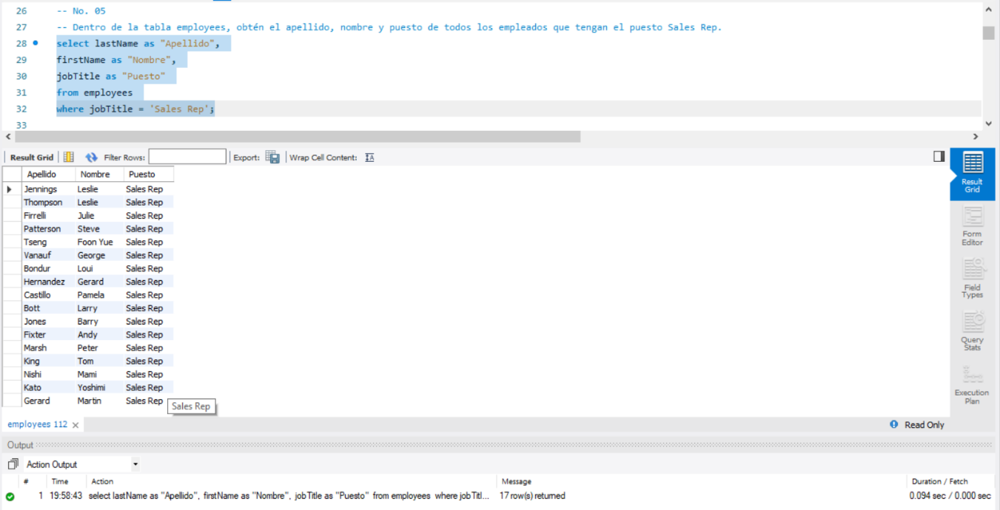 26 -- No. 05
27 -- Dentro de la tabla employees, obtén el apellido, nombre y puesto de todos los empleados que tengan el puesto Sales Rep.
28 select lastName as "Apellido",
29 firstName as "Nombre",
30 jobTitle as "Puesto"
31 from employees
32 where jobTitle = 'Sales Rep';
33
Result Grid Filter Rows: Export: Wrap Cell Content: IA
Apellido Nombre Puesto
Jennings Leslie Sales Rep
Thompson Leslie Sales Rep
Firrelli Julie Sales Rep
Patterson Steve Sales Rep
Tseng Foon Yue Sales Rep
Vanauf George Sales Rep
Bondur Loui Sales Rep
Hernandez Gerard Sales Rep
Castillo Pamela Sales Rep
Bott Larry Sales Rep
Jones Barry Sales Rep
Fixter Andy Sales Rep
Marsh Peter Sales Rep
King Tom Sales Rep
Nishi Mami Sales Rep
Kato Yoshimi Sales Rep
Gerard Martin Sales Rep
Sales Rep
Result
Grid
Form
Editor
Field
Types
Query
Stats
Execution
Plan
employees 112 Read Only
Output
Action Output
# Time Action Message Duration / Fetch
1 19:58:43 select lastName as "Apellido", firstName as "Nombre", jobTitle as "Puesto" from employees where jobTitl... 17 row(s) returned 0.094 sec / 0.000 sec